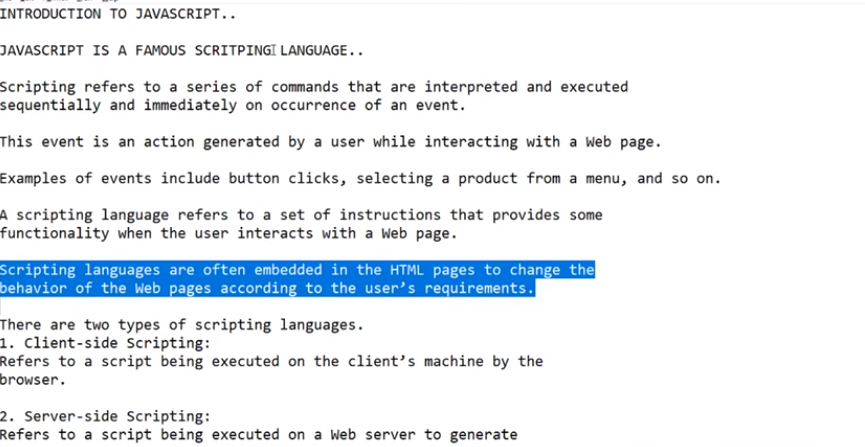 INTRODUCTION TO JAVASCRIPT..
JAVASCRIPT IS A FAMOUS SCRITPING LANGUAGE..
Scripting refers to a series of commands that are interpreted and executed
sequentially and immediately on occurrence of an event.
This event is an action generated by a user while interacting with a Web page.
Examples of events include button clicks, selecting a product from a menu, and so on.
A scripting language refers to a set of instructions that provides some
functionality when the user interacts with a Web page.
Scripting languages are often embedded in the HTML pages to change the
behavior of the Web pages according to the user’s requirements.
There are two types of scripting languages.
1. Client-side Scripting:
Refers to a script being executed on the client’s machine by the
browser.
2. Server-side Scripting:
Refers to a script being executed on a Web server to generate